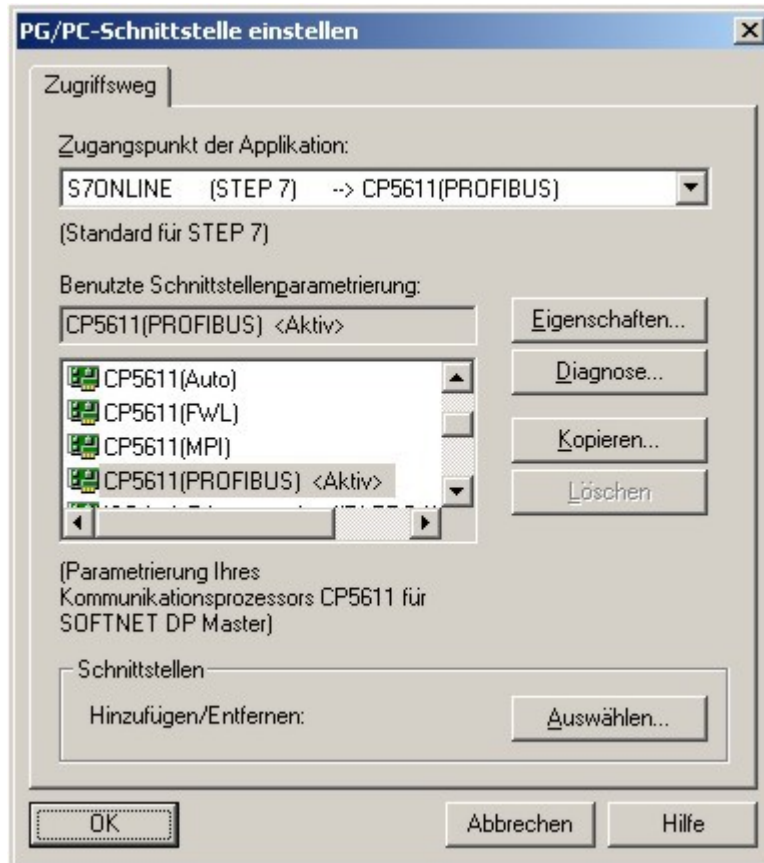 PG/PC-Schnittstelle einstellen
Zugriffsweg
Zugangspunkt der Applikation:
S7ONLINE (STEP 7) --> CP5611(PROFIBUS)
(Standard für STEP 7)
Benutzte Schnittstellenparametrierung:
CP5611(PROFIBUS) <Aktiv>
Eigenschaften...
CP5611(Auto)
Diagnose...
CP5611(FWL)
CP5611(MPI)
Kopieren...
CP5611(PROFIBUS) <Aktiv>
Löschen
(Parametrierung Ihres
Kommunikationsprozessors CP5611 für
SOFTNET DP Master)
Schnittstellen
Hinzufügen/Entfernen:
Auswählen...
OK
Abbrechen
Hilfe